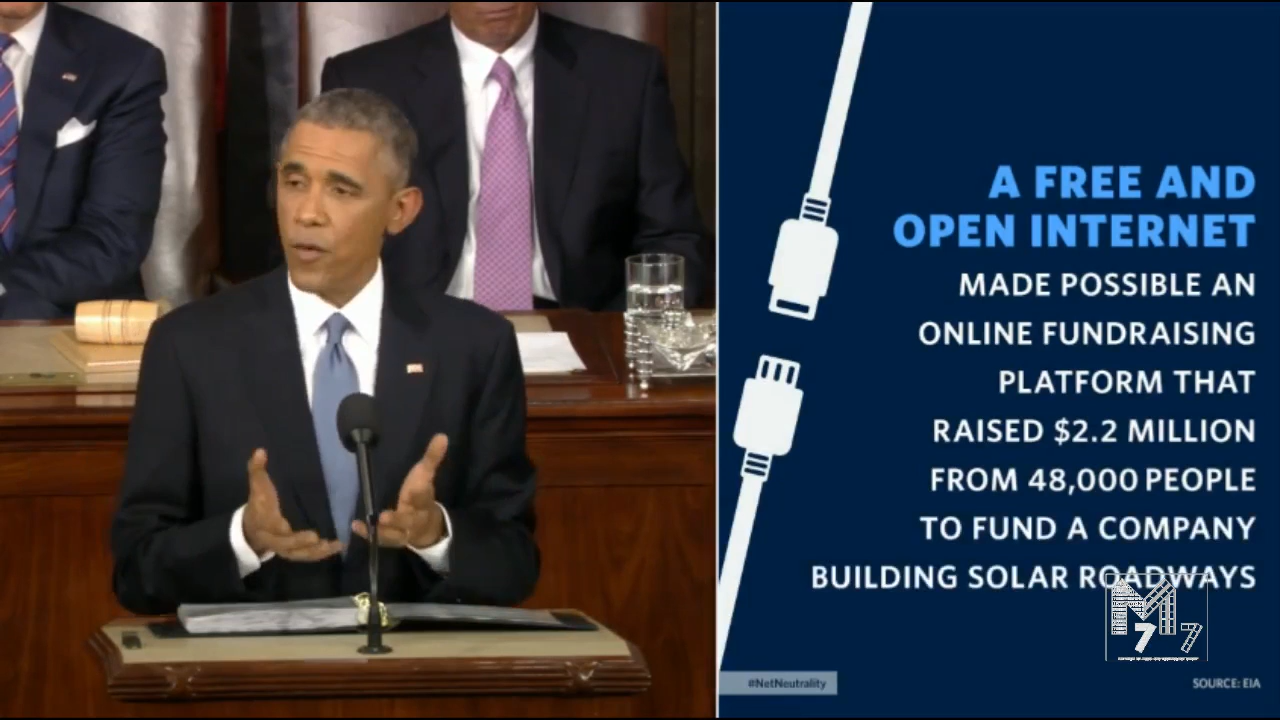 A FREE AND
OPEN INTERNET
MADE POSSIBLE AN
ONLINE FUNDRAISING
PLATFORM THAT
RAISED $2.2 MILLION
FROM 48,000 PEOPLE
TO FUND A COMPANY
BUILDING SOLAR ROADWAYS
M77
#NetNeutrality
SOURCE: EIA